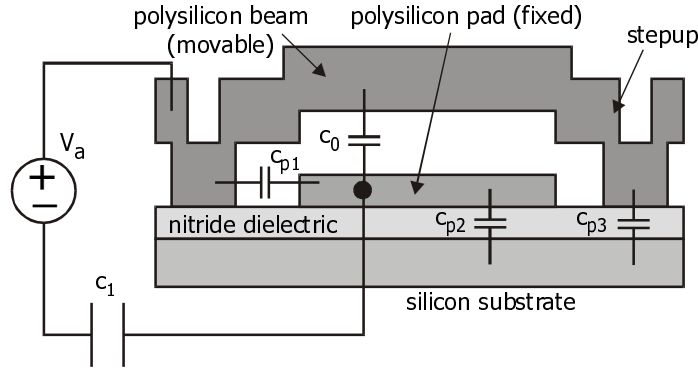 polysilicon beam
(movable)
polysilicon pad (fixed)
stepup
Va
+
−
c0
cp1
nitride dielectric
cp2
cp3
c1
silicon substrate